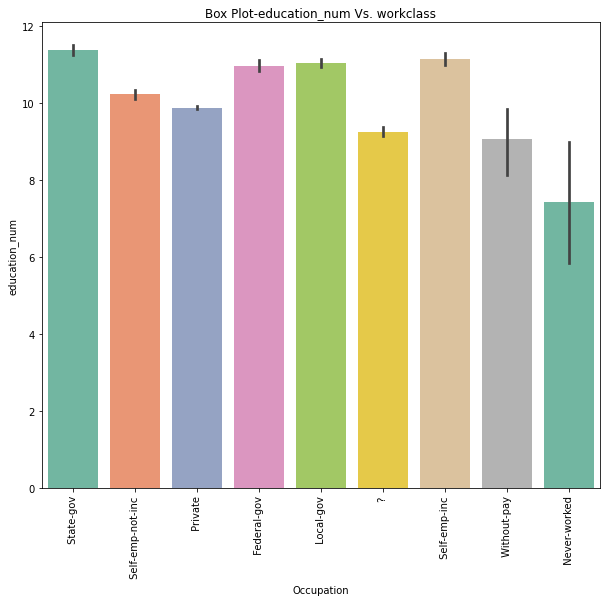 Box Plot-education_num Vs. workclass
12
10
8
6
4
2
0
education_num
State-gov
Self-emp-not-inc
Private
Federal-gov
Local-gov
?
Self-emp-inc
Without-pay
Never-worked
Occupation